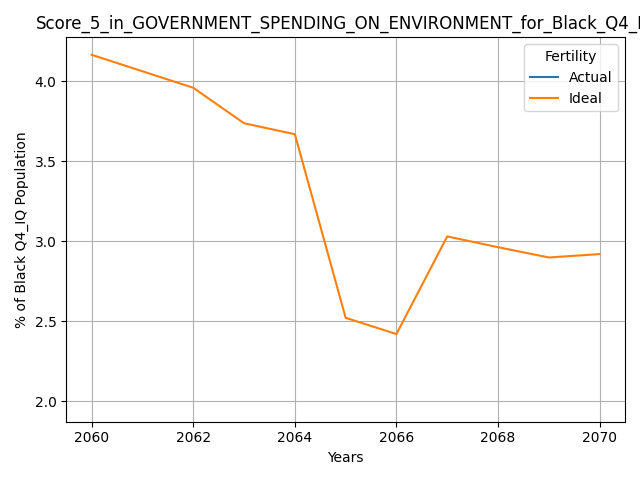 Score_5_in_GOVERNMENT_SPENDING_ON_ENVIRONMENT_for_Black_Q4_I
Fertility
Actual
Ideal
% of Black Q4_IQ Population
4.0
3.5
3.0
2.5
2.0
2060 2062 2064 2066 2068 2070
Years